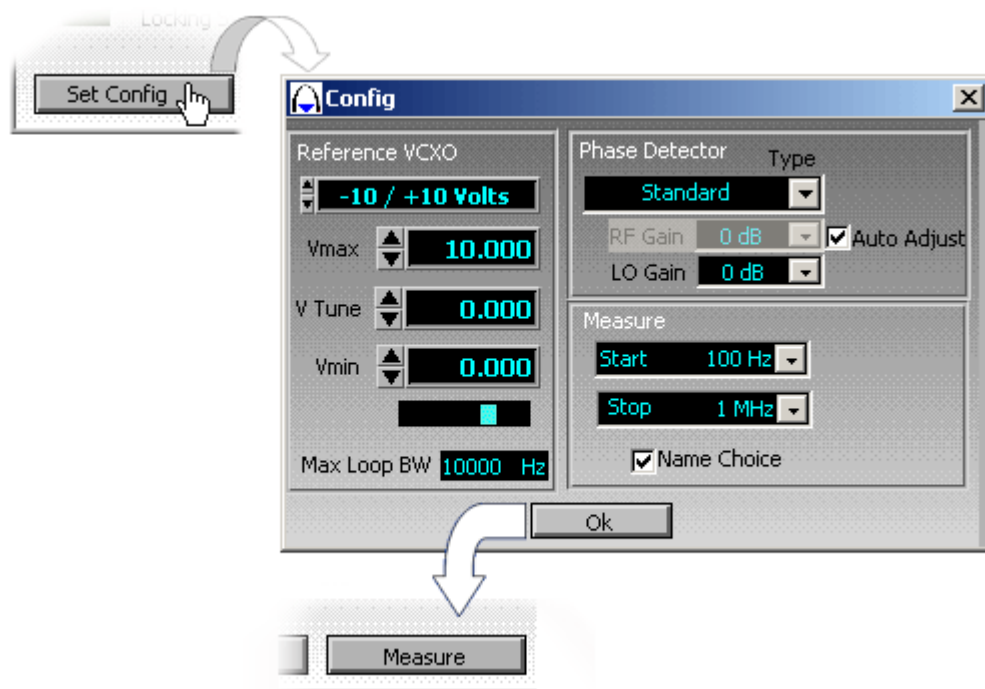 Locking
Set Config
Config
Reference VCXO
-10 / +10 Volts
Vmax 10.000
V Tune 0.000
Vmin 0.000
Max Loop BW 10000 Hz
Phase Detector Type
Standard
RF Gain 0 dB Auto Adjust
LO Gain 0 dB
Measure
Start 100 Hz
Stop 1 MHz
Name Choice
Ok
Measure